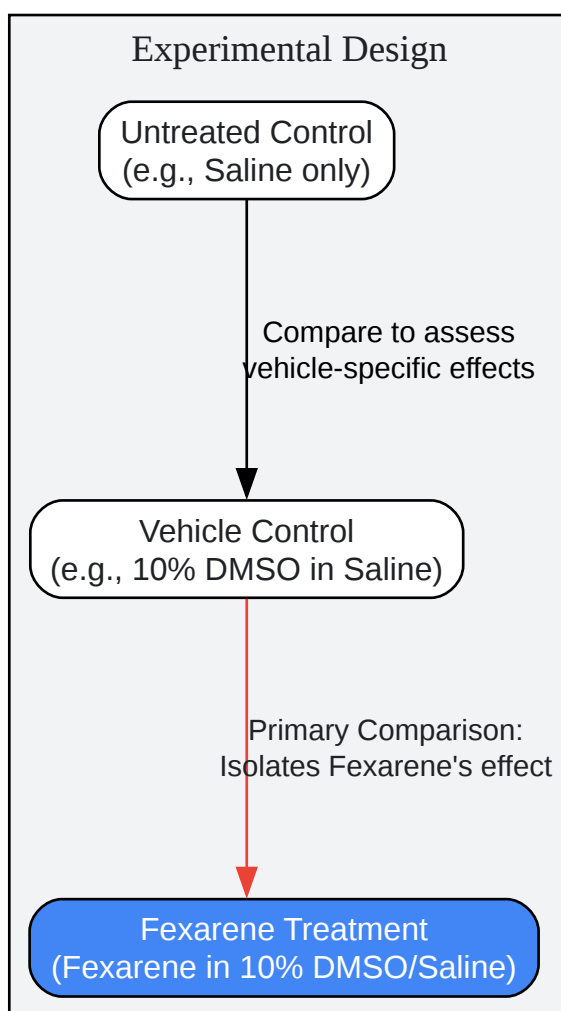 Experimental Design
Untreated Control
(e.g., Saline only)
Compare to assess
vehicle-specific effects
Vehicle Control
(e.g., 10% DMSO in Saline)
Primary Comparison:
Isolates Fexarene's effect
Fexarene Treatment
(Fexarene in 10% DMSO/Saline)